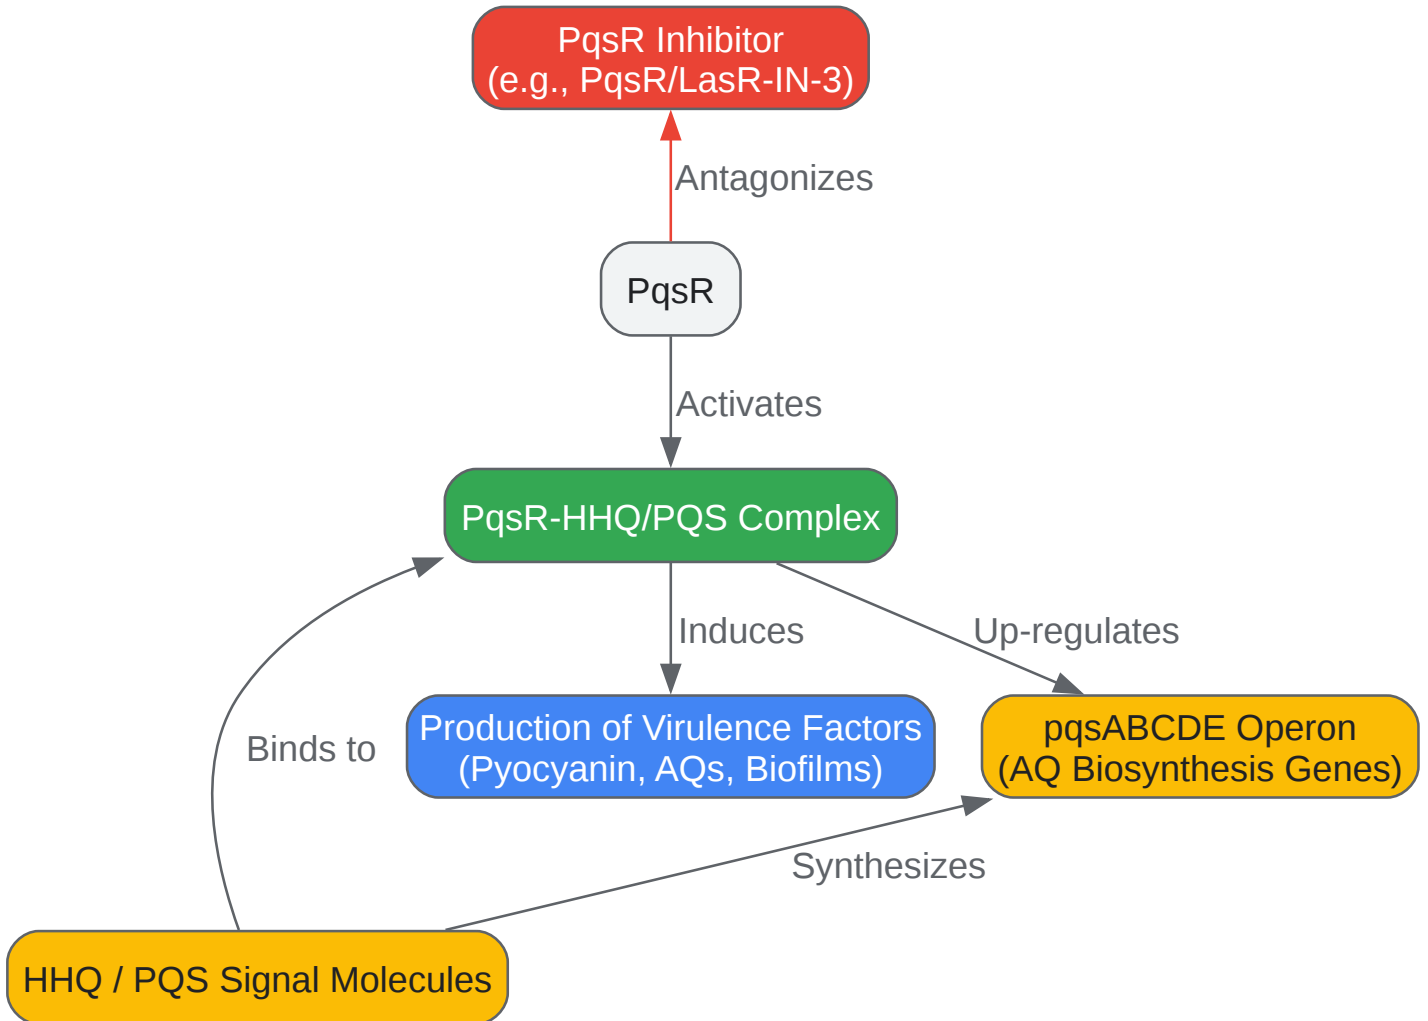 PqsR Inhibitor
(e.g., PqsR/LasR-IN-3)
Antagonizes
PqsR
Activates
PqsR-HHQ/PQS Complex
Induces
Up-regulates
Production of Virulence Factors
(Pyocyanin, AQs, Biofilms)
pqsABCDE Operon
(AQ Biosynthesis Genes)
Binds to
Synthesizes
HHQ / PQS Signal Molecules